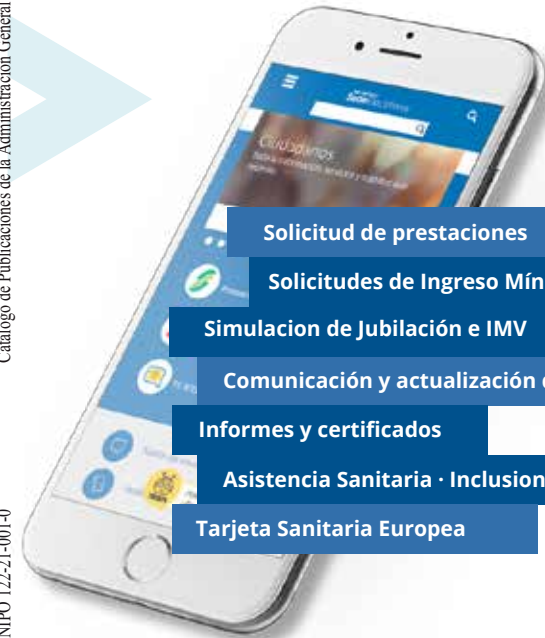 Catálogo de Publicaciones de la Administración General
NIPO 122-21-001-0
Ciudadanos
Solicitud de prestaciones
Solicitudes de Ingreso Mín
Simulacion de Jubilación e IMV
Comunicación y actualización
Informes y certificados
Asistencia Sanitaria · Inclusion
Tarjeta Sanitaria Europea